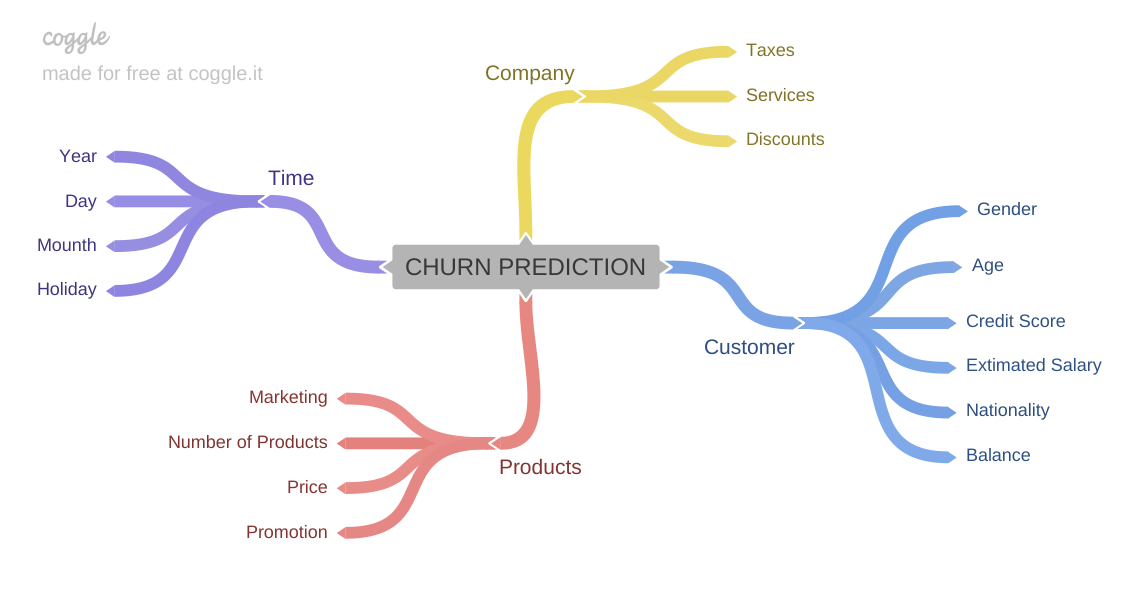 coggle
made for free at coggle.it
Company
Taxes
Services
Discounts
Time
Year
Day
Mounth
Holiday
CHURN PREDICTION
Customer
Gender
Age
Credit Score
Extimated Salary
Nationality
Balance
Products
Marketing
Number of Products
Price
Promotion